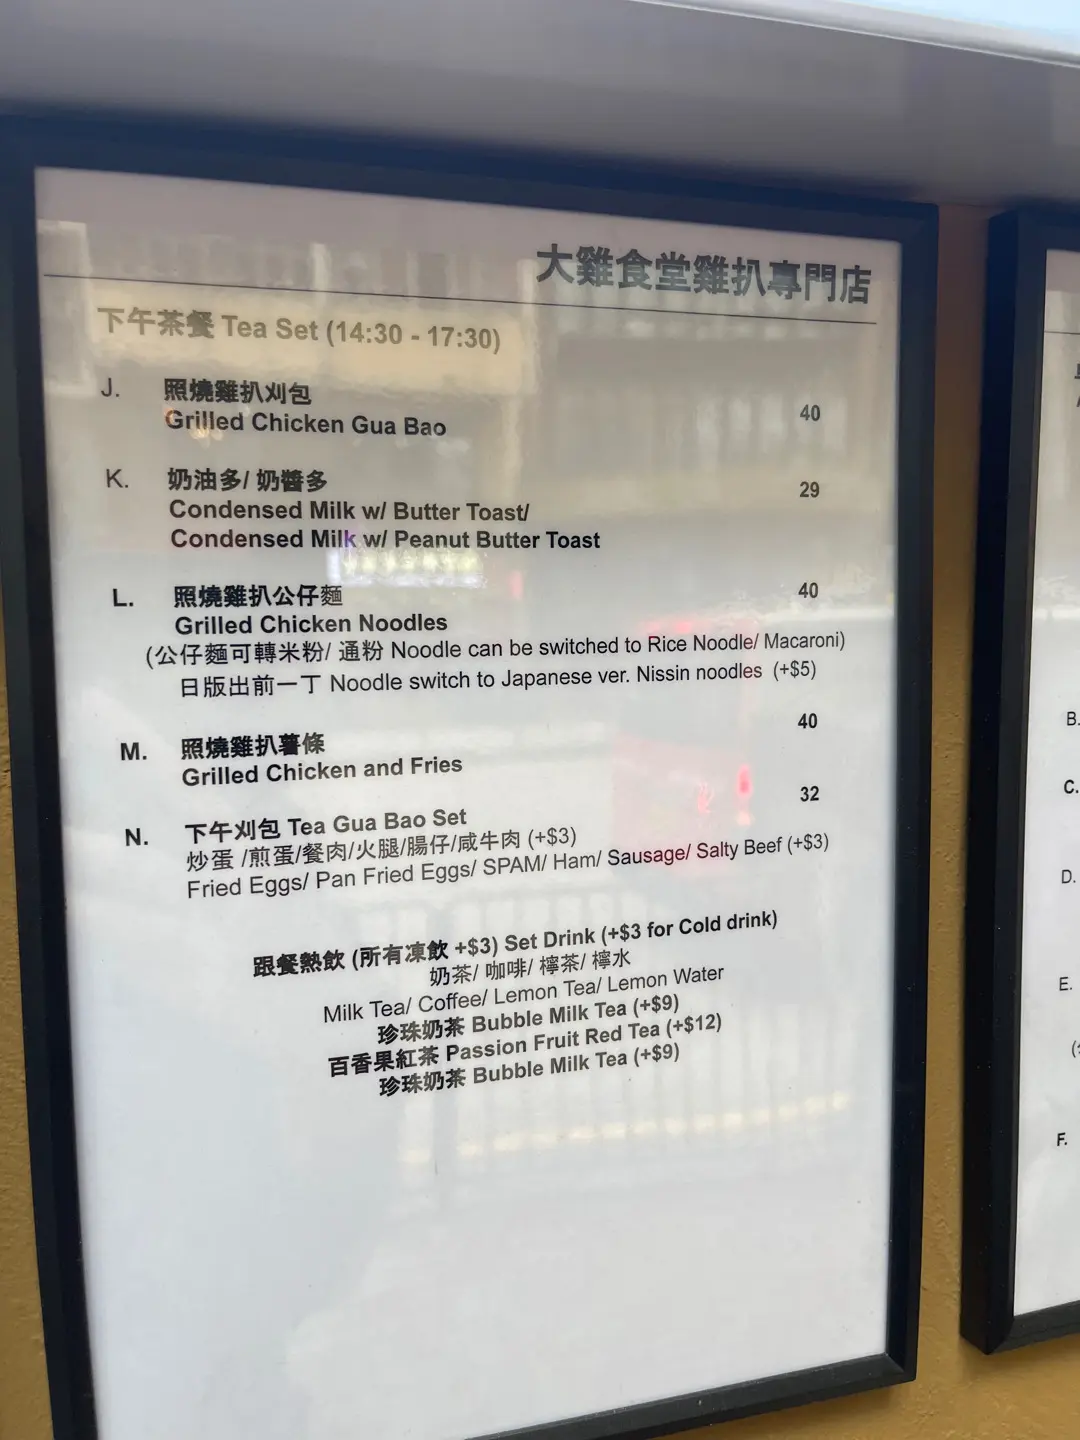 大雞食堂雞扒專門店
下午茶餐 Tea Set (14:30 - 17:30)
J. 照燒雞扒刈包
Grilled Chicken Gua Bao 40
K. 奶油多/ 奶醬多 29
Condensed Milk w/ Butter Toast/
Condensed Milk w/ Peanut Butter Toast
L. 照燒雞扒公仔麵 40
Grilled Chicken Noodles
(公仔麵可轉米粉/ 通粉 Noodle can be switched to Rice Noodle/ Macaroni)
日版出前一丁 Noodle switch to Japanese ver. Nissin noodles (+$5)
M. 照燒雞扒薯條 40
Grilled Chicken and Fries
N. 下午刈包 Tea Gua Bao Set 32
炒蛋 /煎蛋/餐肉/火腿/腸仔/咸牛肉 (+$3)
Fried Eggs/ Pan Fried Eggs/ SPAM/ Ham/ Sausage/ Salty Beef (+$3)
跟餐熱飲 (所有凍飲 +$3) Set Drink (+$3 for Cold drink)
奶茶/ 咖啡/ 檸茶/ 檸水
Milk Tea/ Coffee/ Lemon Tea/ Lemon Water
珍珠奶茶 Bubble Milk Tea (+$9)
百香果紅茶 Passion Fruit Red Tea (+$12)
珍珠奶茶 Bubble Milk Tea (+$9)
B.
C.
D.
E.
F.